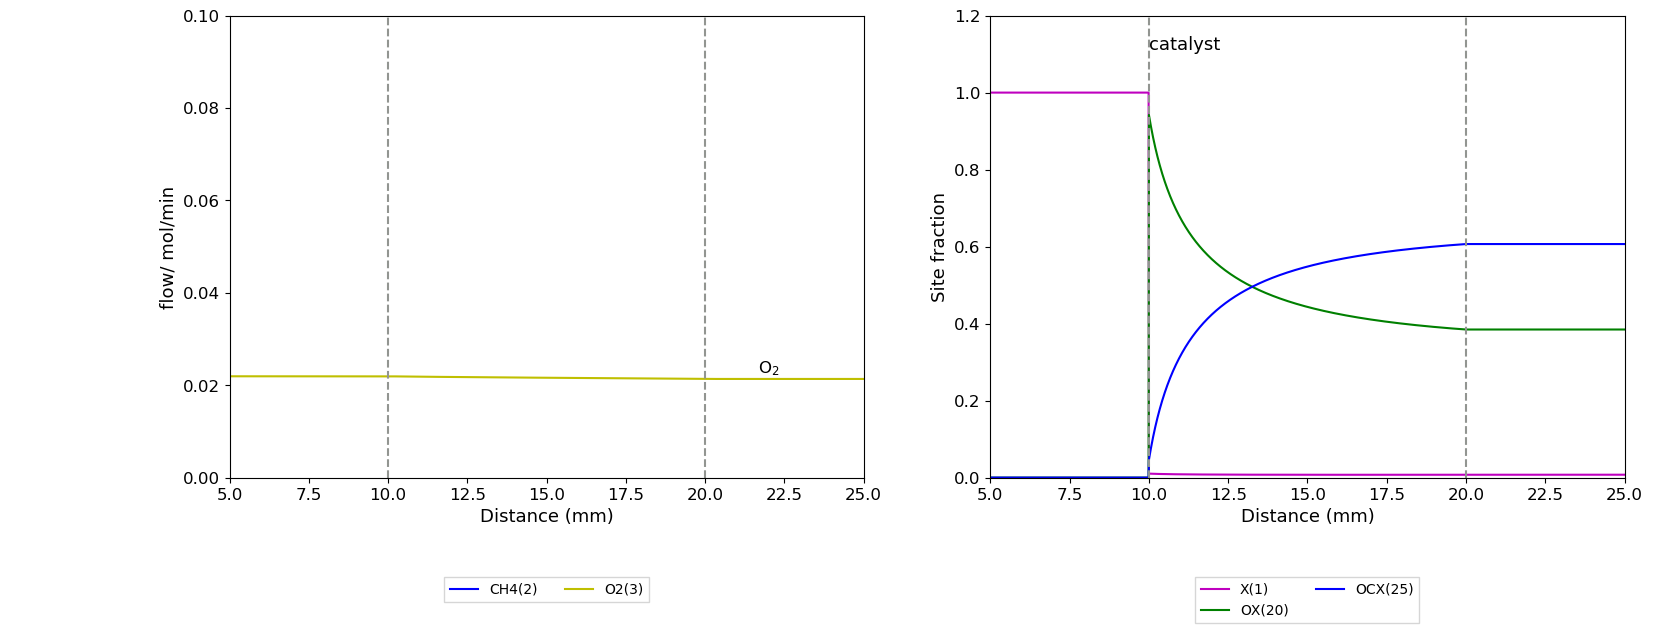 0.10
0.08
0.06
0.04
0.02
0.00
flow/ mol/min
O2
5.0 7.5 10.0 12.5 15.0 17.5 20.0 22.5 25.0
Distance (mm)
CH4(2) O2(3)
1.2
1.0
0.8
0.6
0.4
0.2
0.0
Site fraction
catalyst
5.0 7.5 10.0 12.5 15.0 17.5 20.0 22.5 25.0
Distance (mm)
X(1) OCX(25)
OX(20)